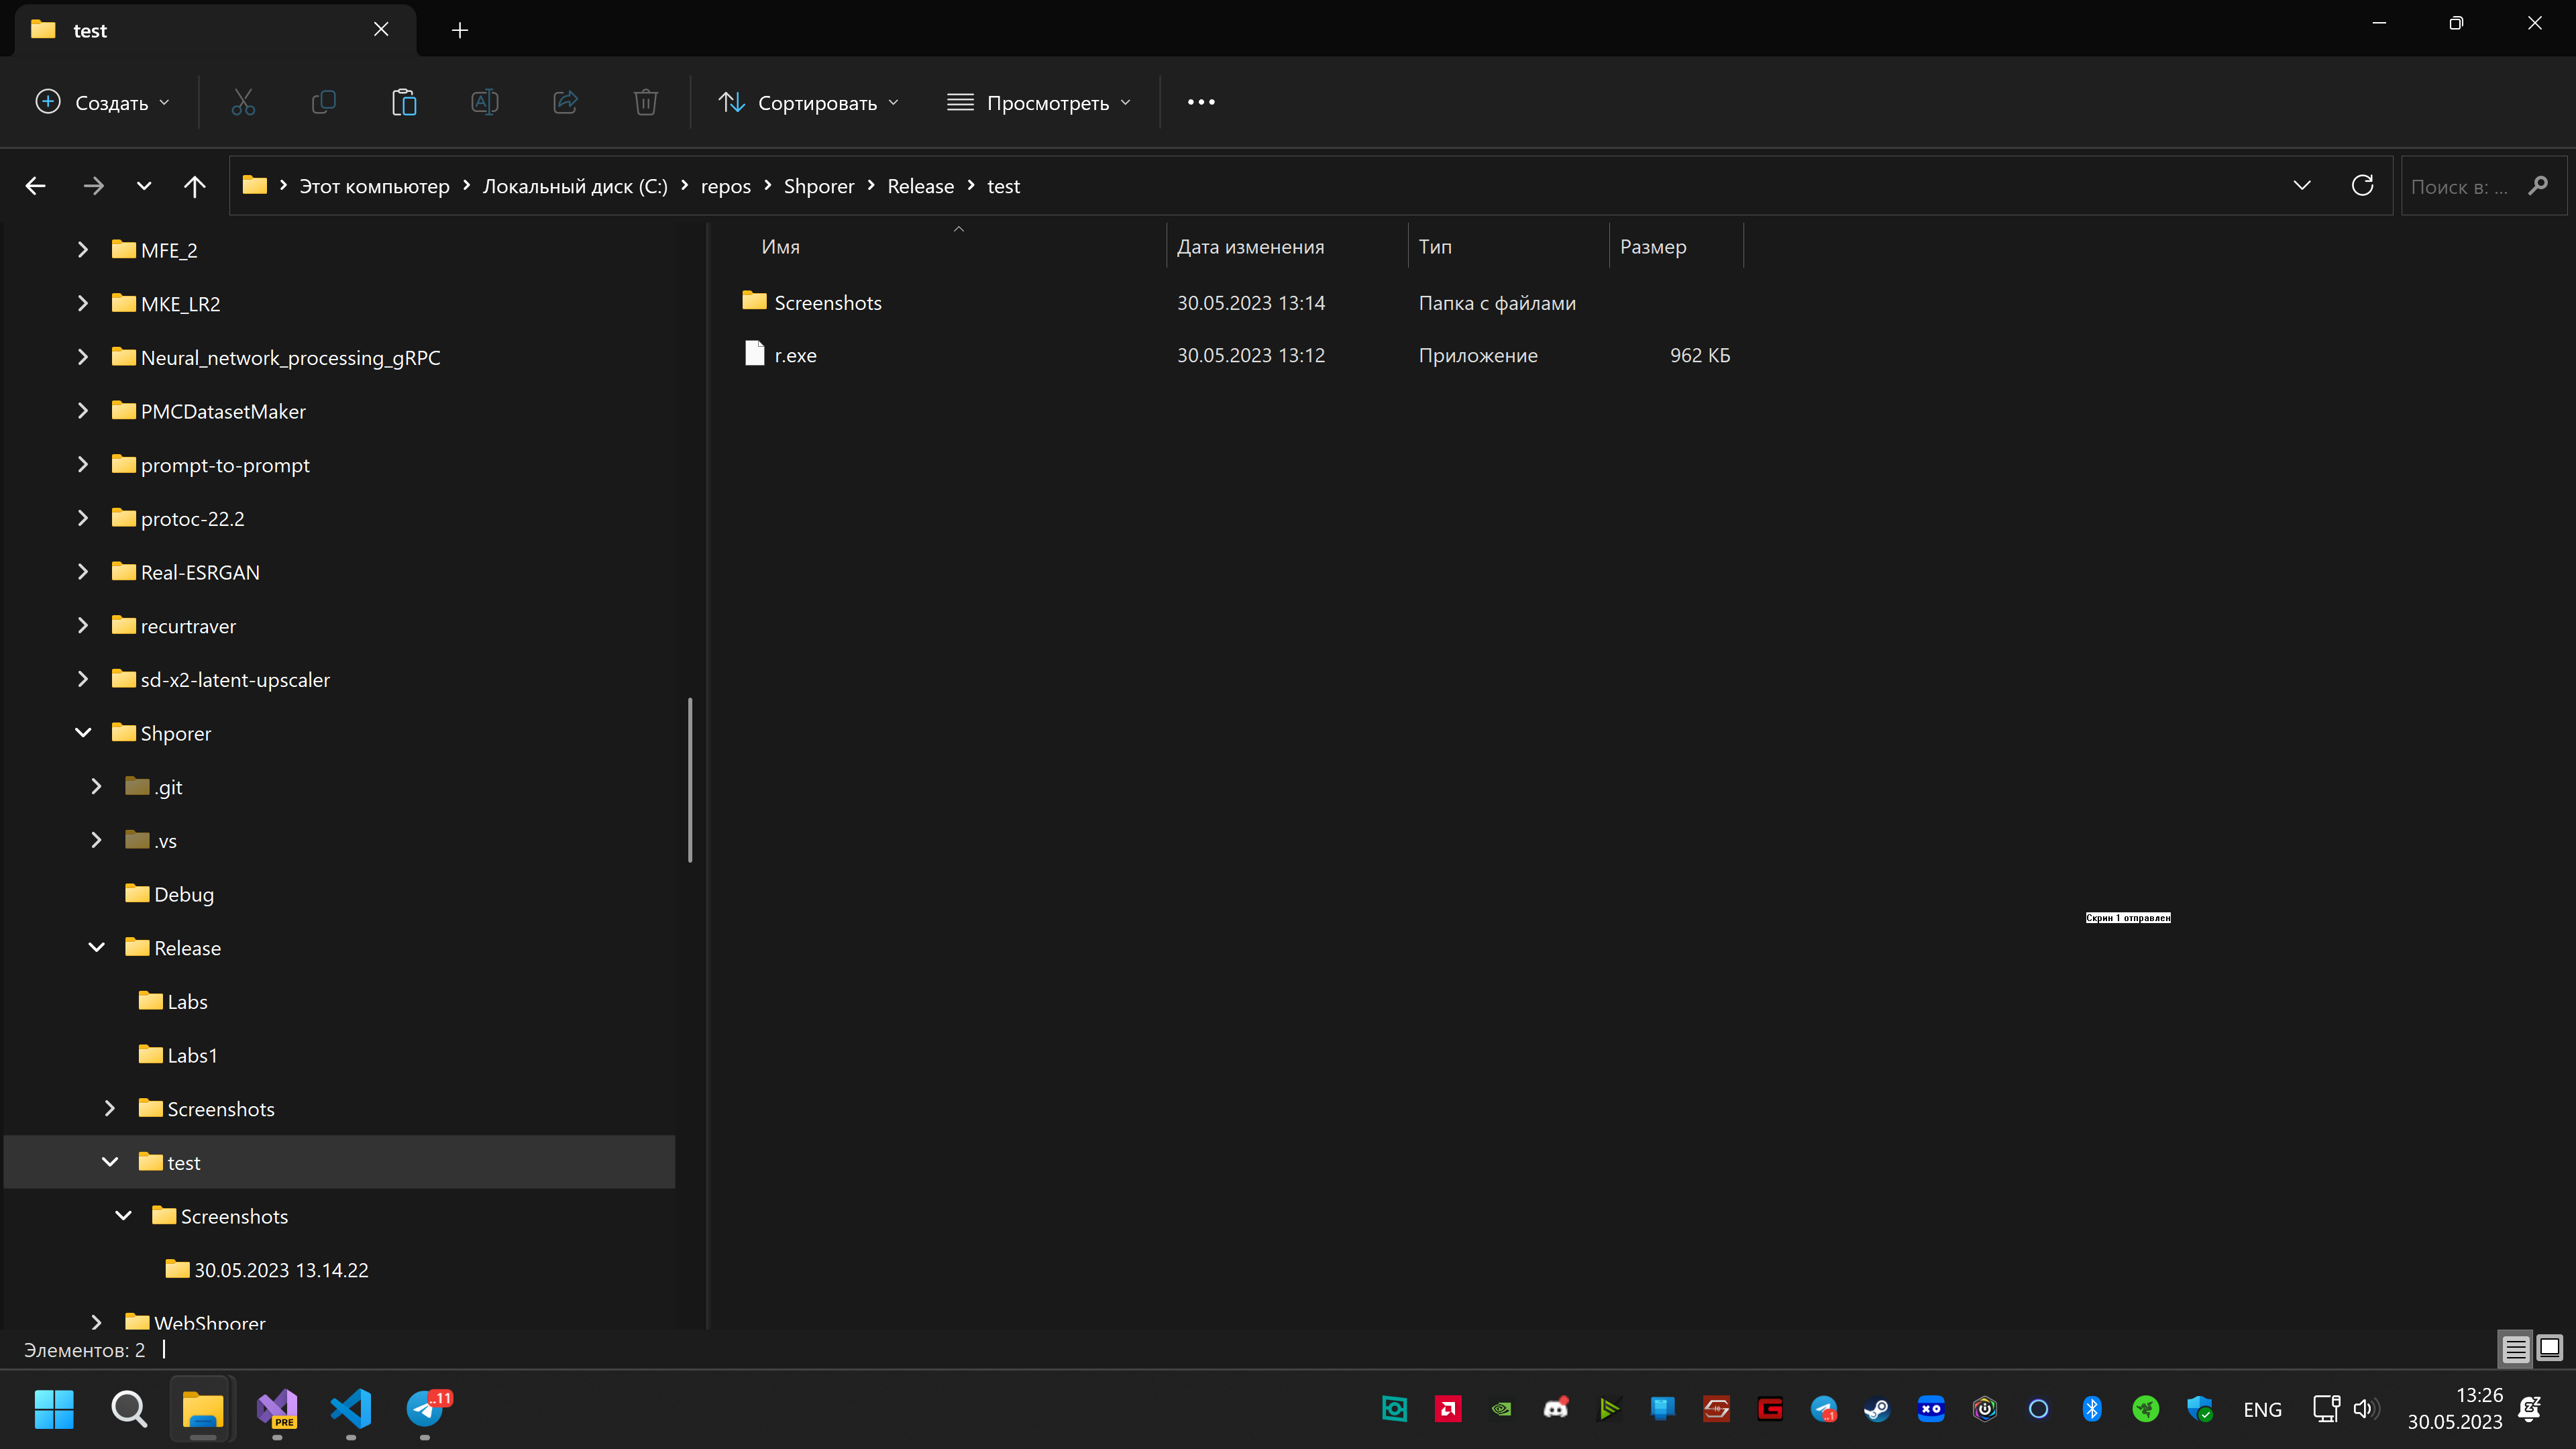 test
Создать
Сортировать
Просмотреть
Этот компьютер
Локальный диск (C:)
repos
Shporer
Release
test
Поиск в: ...
MFE_2
MKE_LR2
Neural_network_processing_gRPC
PMCDatasetMaker
prompt-to-prompt
protoc-22.2
Real-ESRGAN
recurtraver
sd-x2-latent-upscaler
Shporer
.git
.vs
Debug
Release
Labs
Labs1
Screenshots
test
Screenshots
30.05.2023 13.14.22
WebShporer
Имя
Дата изменения
Тип
Размер
Screenshots
30.05.2023 13:14
Папка с файлами
r.exe
30.05.2023 13:12
Приложение
962 КБ
Скрин 1 отправлен
Элементов: 2
PRE
..11
..1
XO
ENG
13:26
30.05.2023